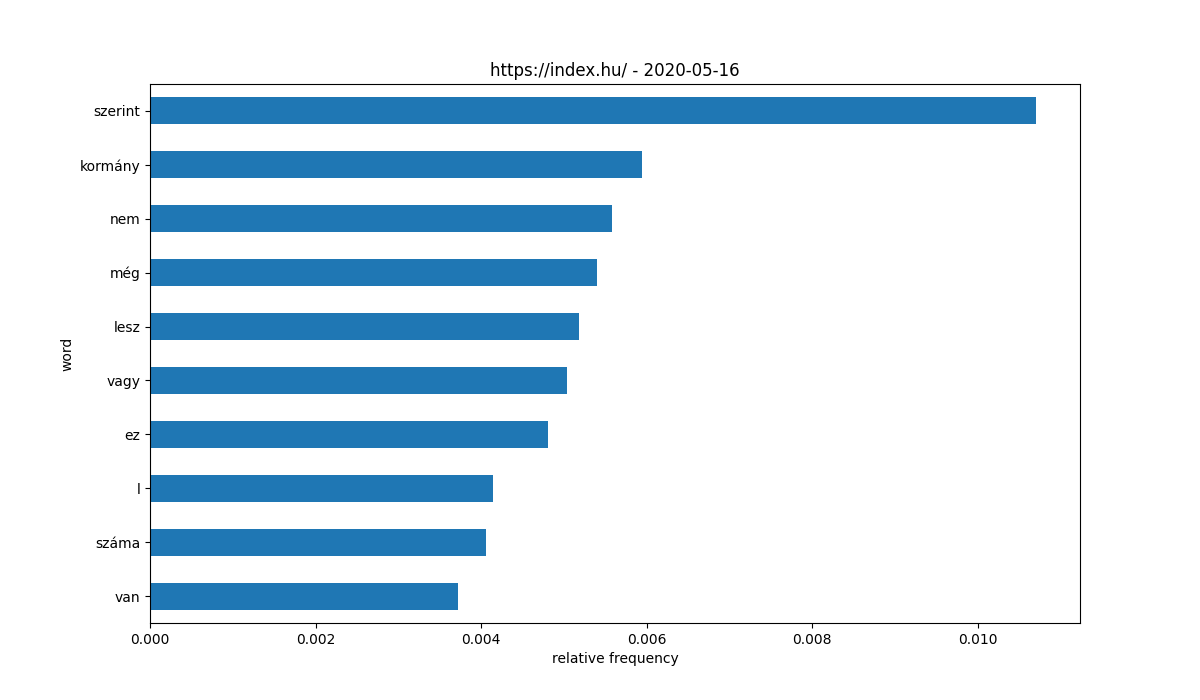 https://index.hu/ - 2020-05-16
szerint
kormány
nem
még
lesz
vagy
ez
l
száma
van
word
0.000 0.002 0.004 0.006 0.008 0.010
relative frequency